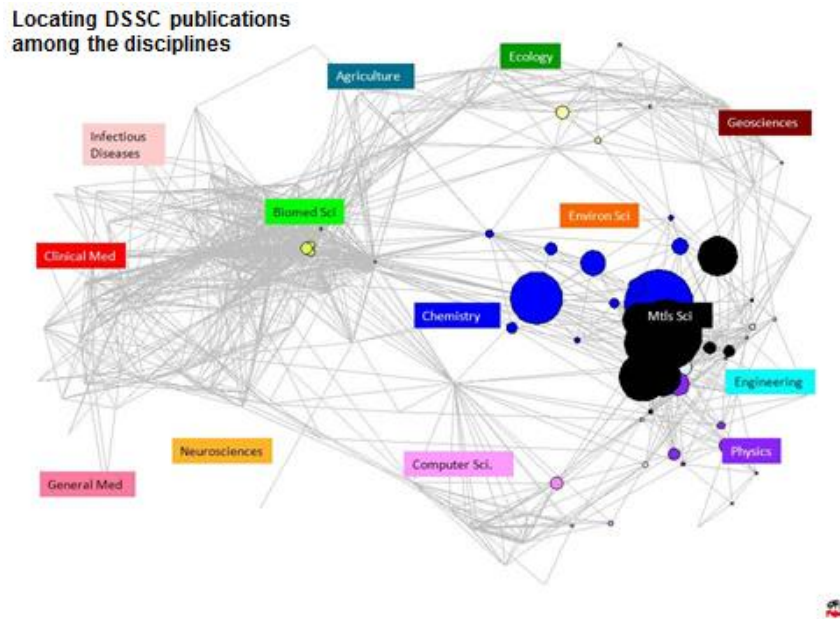 Locating DSSC publications
among the disciplines
Ecology
Agriculture
Geosciences
Infectious
Diseases
Biomed Sci
Environ Sci
Clinical Med
Chemistry
Mtls Sci
Engineering
Neurosciences
Computer Sci.
Physics
General Med